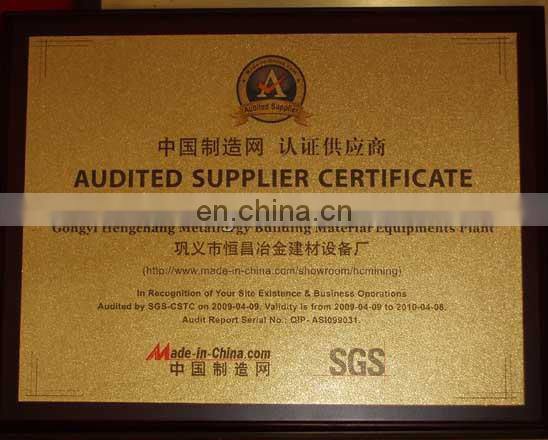 Made-in-China.com
A
Audited Supplier
中国制造网 认证供应商
AUDITED SUPPLIER CERTIFICATE
en.china.cn
Gongyi Hengchang Metallurgy Building Material Equipments Plant
巩义市恒昌冶金建材设备厂
(http://www.made-in-china.com/showroom/hcmining)
In Recognition of Your Site Existence & Business Operations
Audited by SGS-CSTC on 2009-04-09. Validity is from 2009-04-09 to 2010-04-08.
Audit Report Serial No.: QIP-ASI099031.
Made-in-China.com
中国制造网
SGS